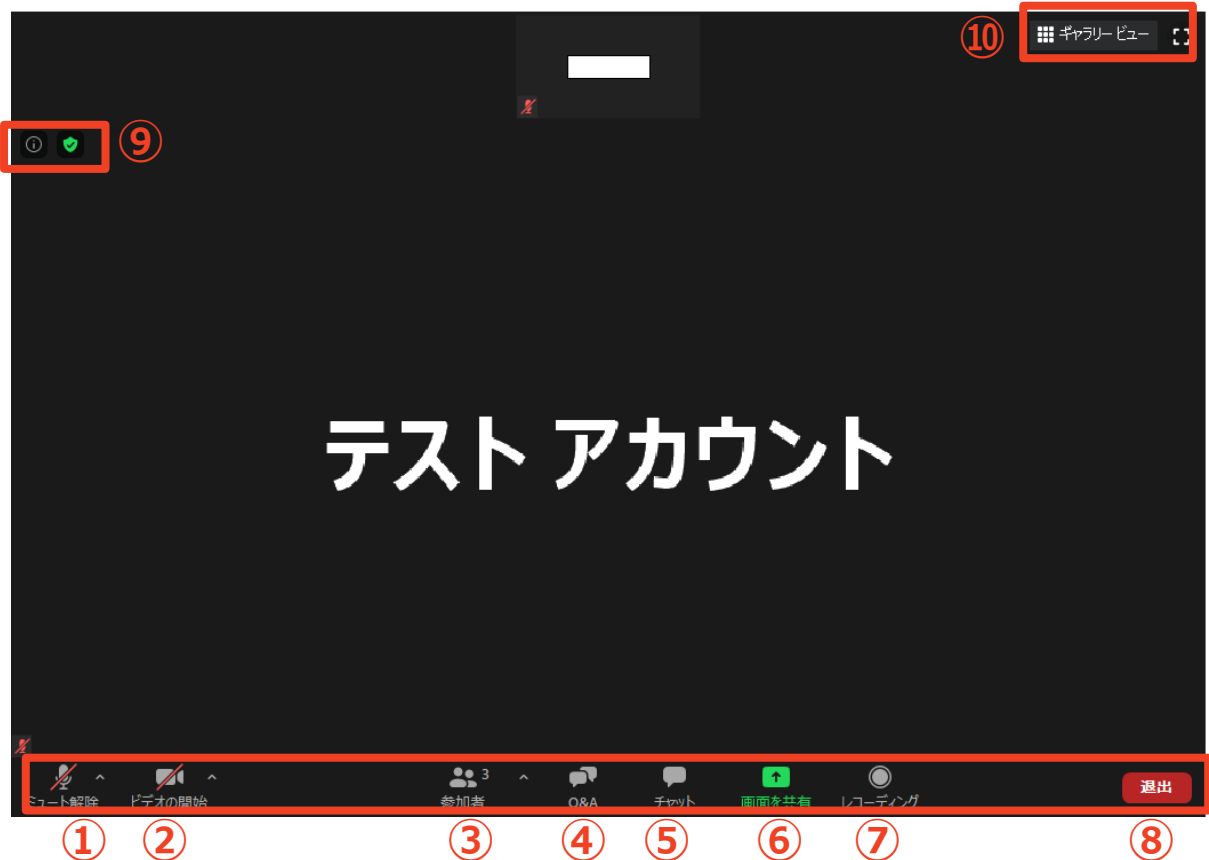 ⑩
ギャラリー ビュー
⑨
テスト アカウント
ミュート解除
ビデオの開始
参加者
3
Q&A
チャット
画面を共有
レコーディング
退出
①
②
③
④
⑤
⑥
⑦
⑧